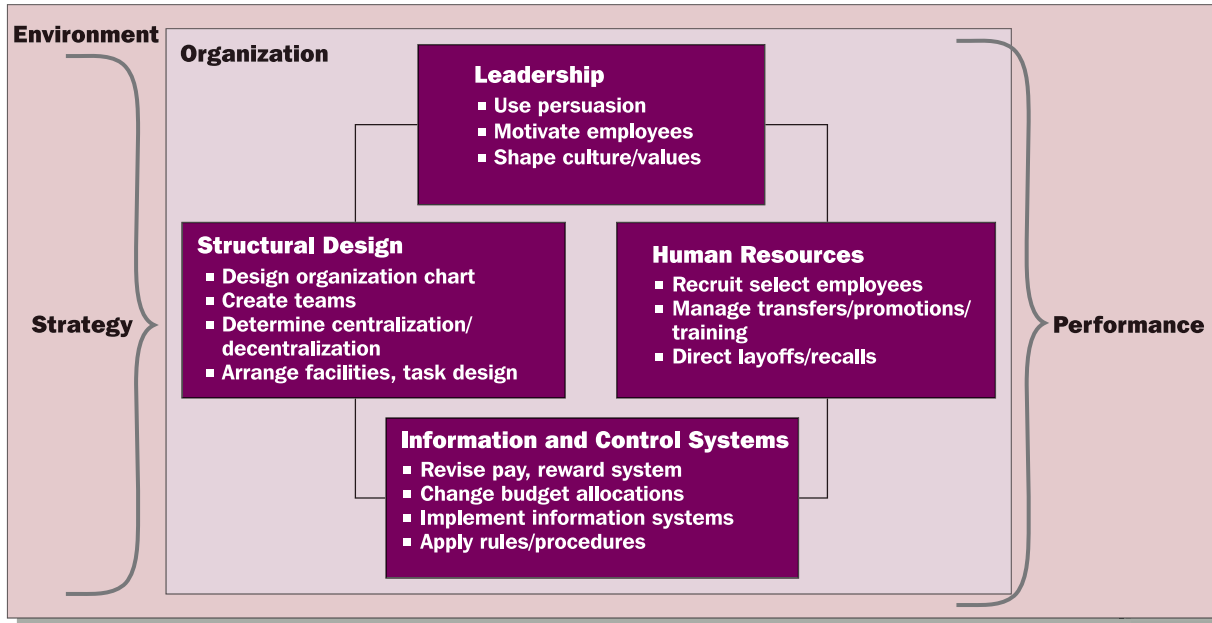 Environment
Organization
Leadership
▪ Use persuasion
▪ Motivate employees
▪ Shape culture/values
Structural Design
▪ Design organization chart
▪ Create teams
▪ Determine centralization/
decentralization
▪ Arrange facilities, task design
Human Resources
▪ Recruit select employees
▪ Manage transfers/promotions/
training
▪ Direct layoffs/recalls
Strategy
Performance
Information and Control Systems
▪ Revise pay, reward system
▪ Change budget allocations
▪ Implement information systems
▪ Apply rules/procedures